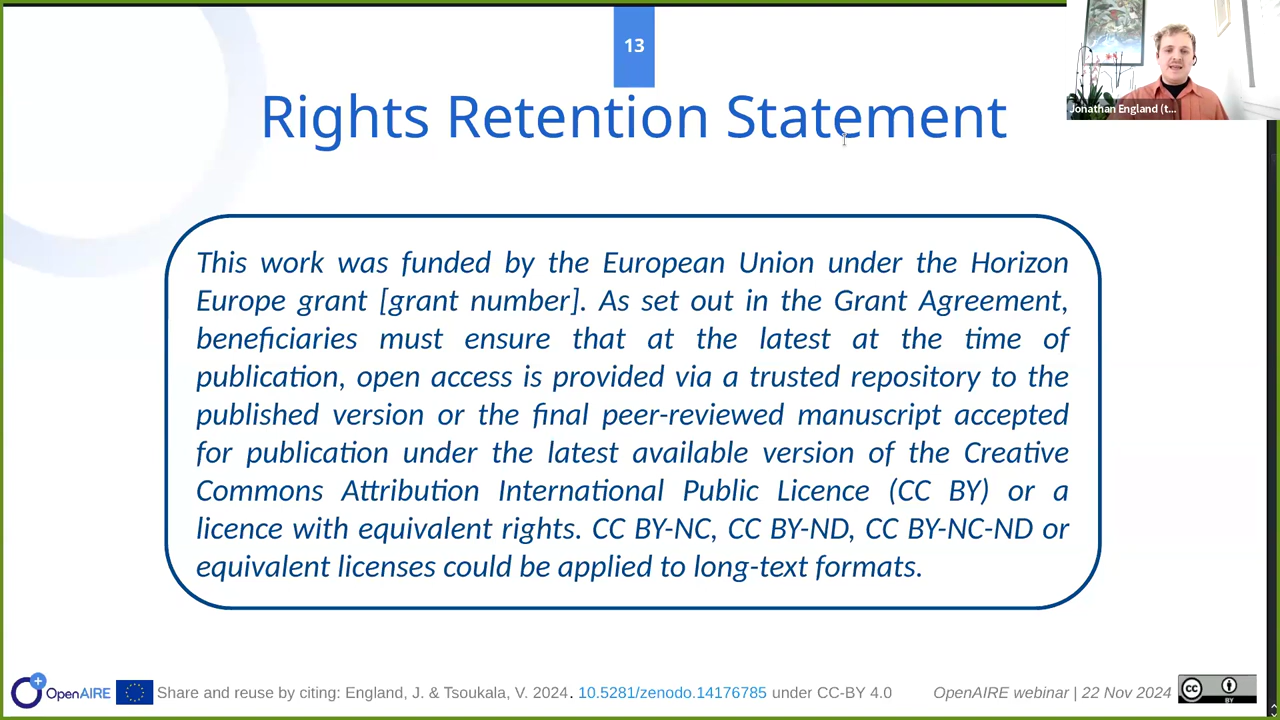 13
Jonathan England (t...
Rights Retention Statement
This work was funded by the European Union under the Horizon
Europe grant [grant number]. As set out in the Grant Agreement,
beneficiaries must ensure that at the latest at the time of
publication, open access is provided via a trusted repository to the
published version or the final peer-reviewed manuscript accepted
for publication under the latest available version of the Creative
Commons Attribution International Public Licence (CC BY) or a
licence with equivalent rights. CC BY-NC, CC BY-ND, CC BY-NC-ND or
equivalent licenses could be applied to long-text formats.
OpenAIRE
Share and reuse by citing: England, J. & Tsoukala, V. 2024. 10.5281/zenodo.14176785 under CC-BY 4.0
OpenAIRE webinar | 22 Nov 2024
cc
BY